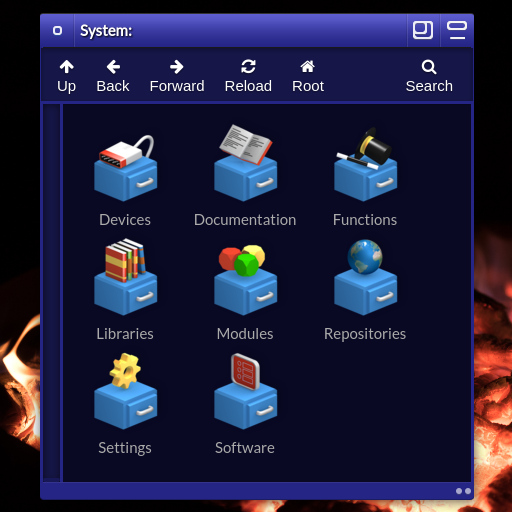 System:
Up Back Forward Reload Root Search
Devices Documentation Functions
Libraries Modules Repositories
Settings Software